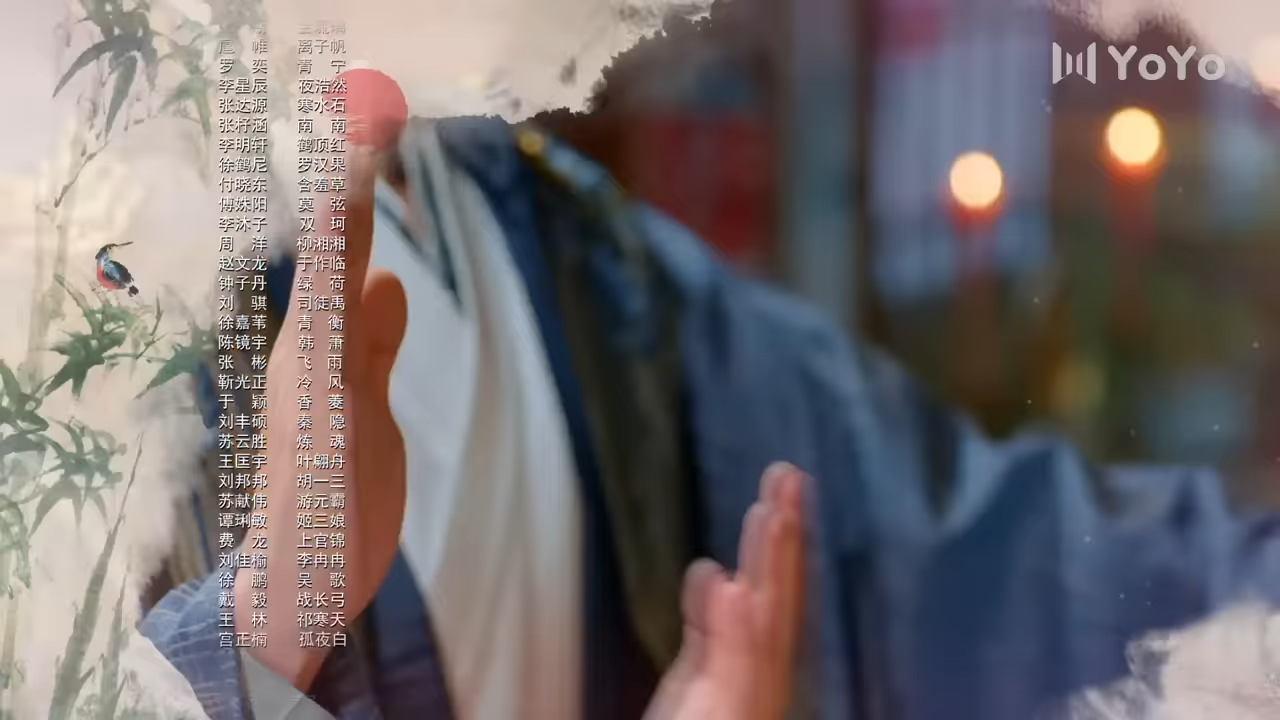 YoYo
离子帆
罗 奕 青 宁
李星辰 夜浩然
张达源 寒水石
张杍涵 南 南
李明轩 鹤顶红
徐鹤尼 罗汉果
付晓东 含羞草
傅姝阳 莫 弦
李沐子 双 珂
周 洋 柳湘湘
赵文龙 于作临
钟子丹 绿 荷
刘 骐 司徒禹
徐嘉苇 青 衡
陈镜宇 韩 萧
张 彬 飞 雨
靳光正 冷 风
于 颖 香 菱
刘丰硕 秦 隐
苏云胜 炼 魂
王匡宇 叶翩舟
刘邦邦 胡一三
苏献伟 游元霸
谭琍敏 姬三娘
费 龙 上官锦
刘佳榆 李冉冉
徐 鹏 吴 歌
戴 毅 战长弓
王 林 祁寒天
宫正楠 孤夜白